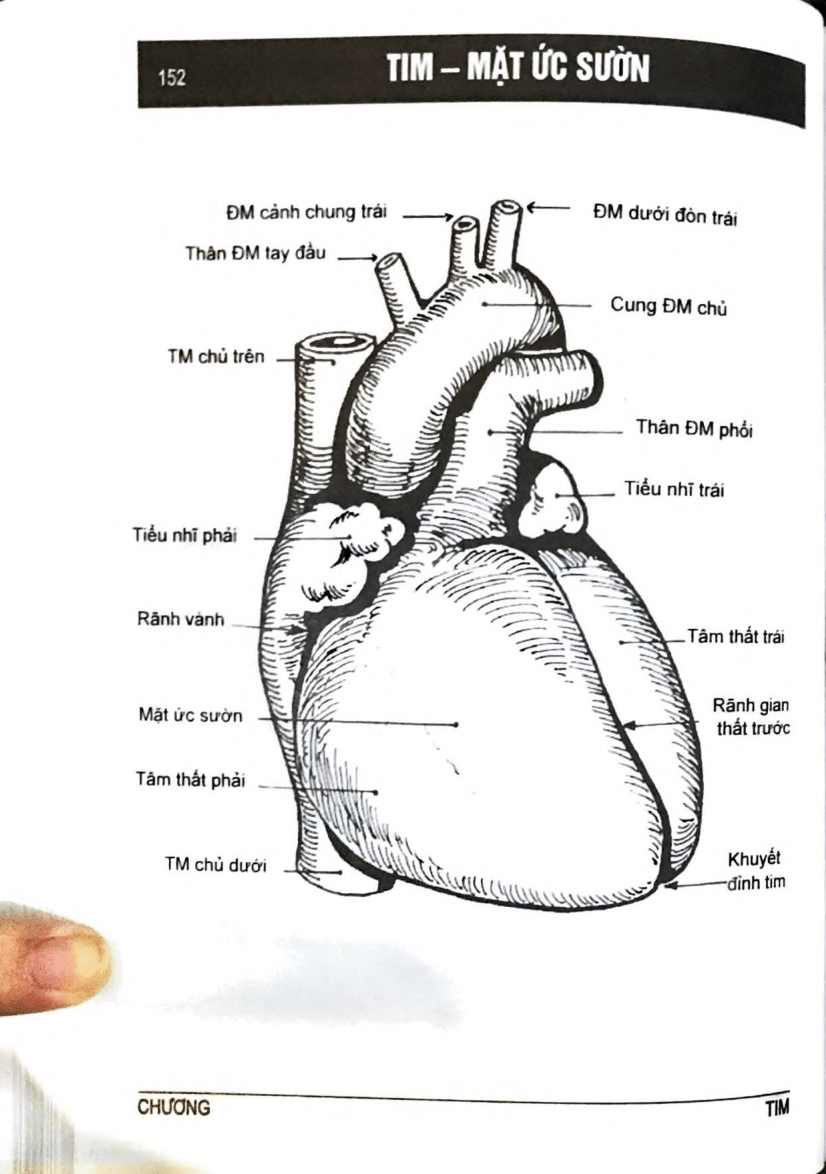 152
TIM – MẶT ỨC SƯỜN
ĐM cảnh chung trái
ĐM dưới đòn trái
Thân ĐM tay đầu
Cung ĐM chủ
TM chủ trên
Thân ĐM phổi
Tiểu nhĩ trái
Tiểu nhĩ phải
Rãnh vành
Tâm thất trái
Mặt ức sườn
Rãnh gian
thất trước
Tâm thất phải
TM chủ dưới
Khuyết
đỉnh tim
CHƯƠNG
TIM